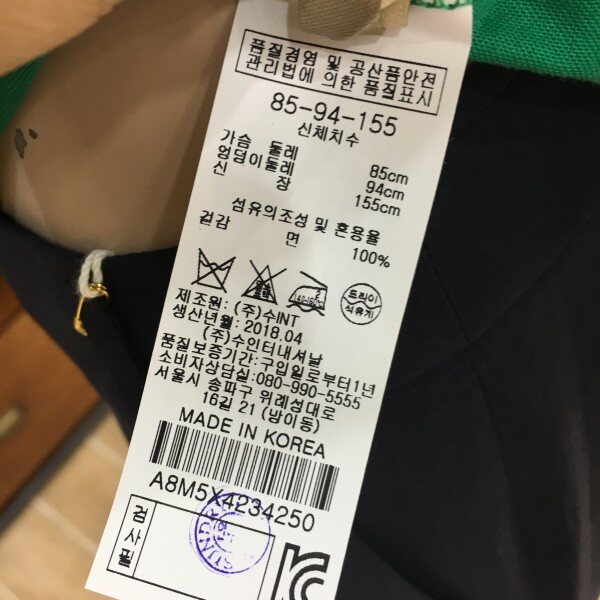 품질경영 및 공산품안전
관리법에 의한 품질표시
85-94-155
신체치수
가슴 둘레 85cm
엉덩이둘레 94cm
신 장 155cm
섬유의조성 및 혼용율
겉감 면 100%
드라이
석유계
제조원: (주)수INT
생산년월: 2018.04
(주)수인터내셔날
품질보증기간:구입일로부터1년
소비자상담실:080-990-5555
서울시 송파구 위례성대로
16길 21 (방이동)
MADE IN KOREA
A8M5X4234250
검사필